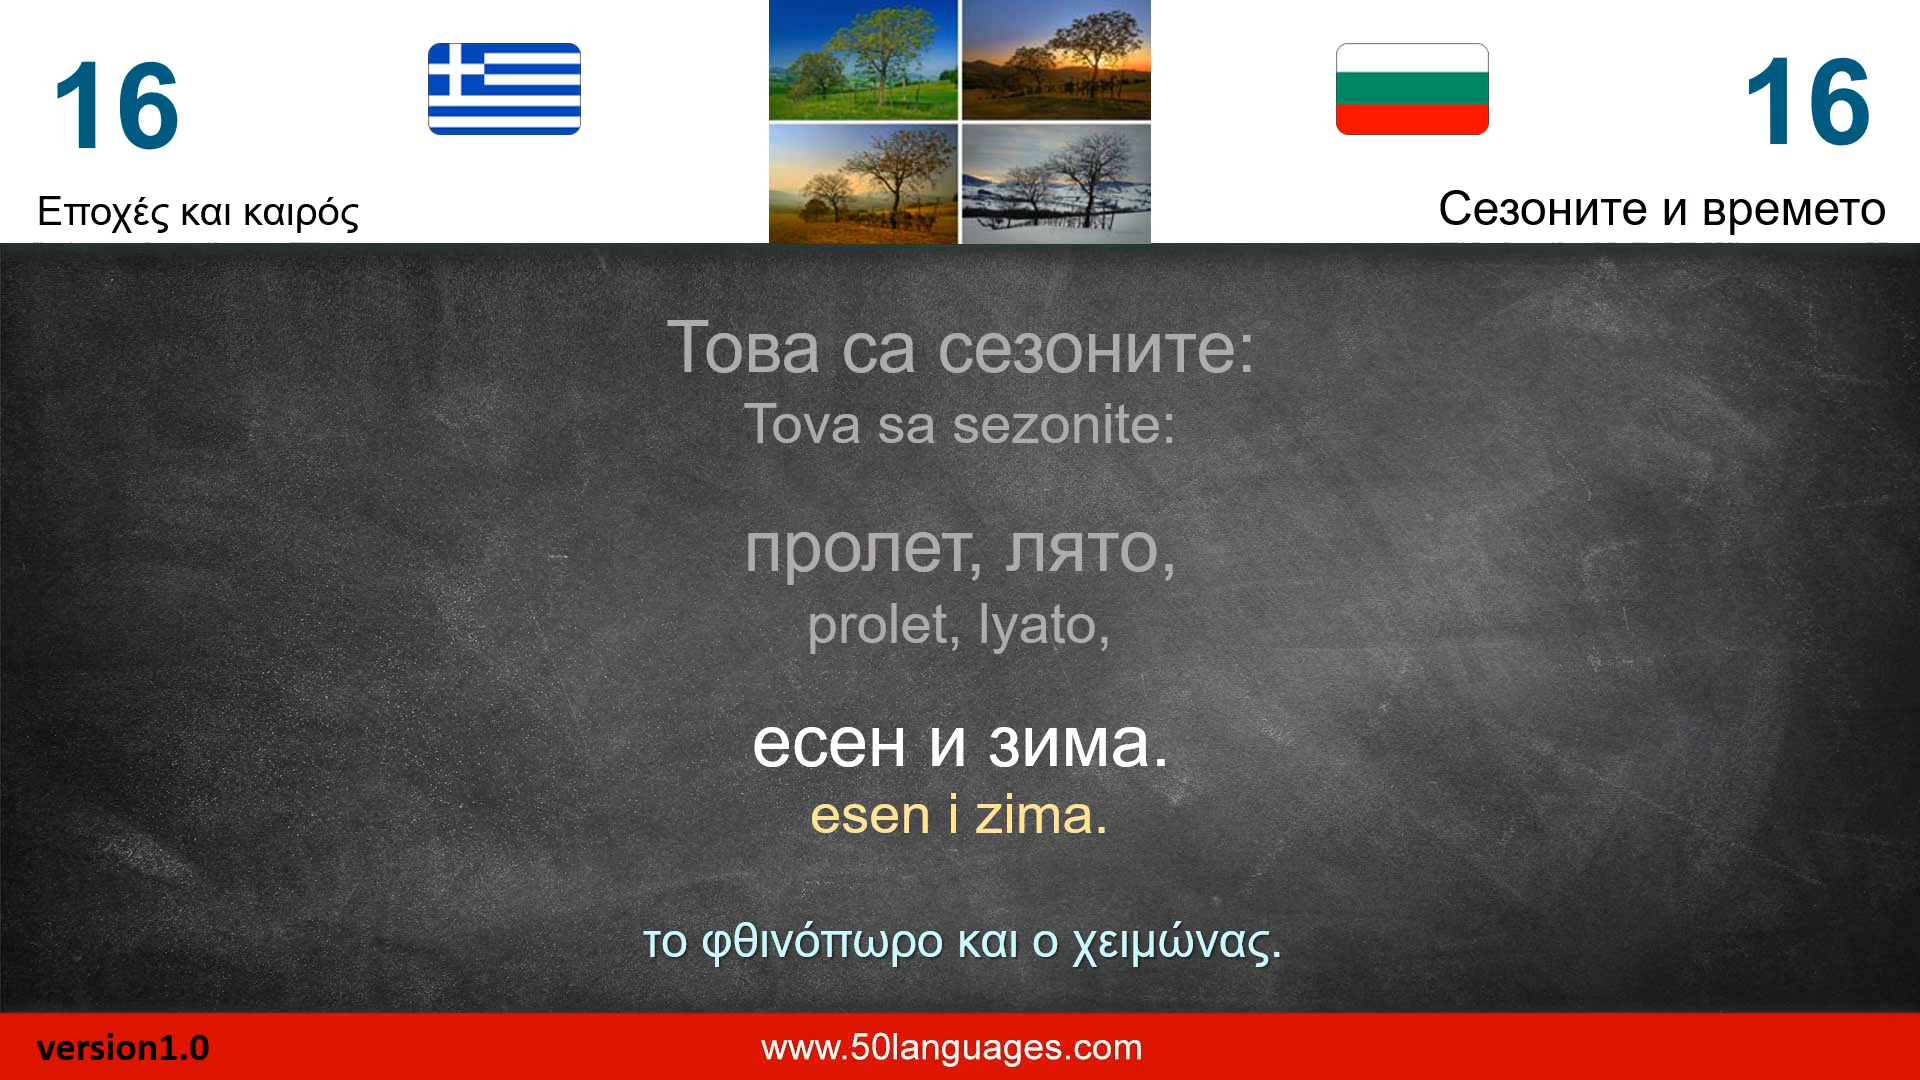 16
16
Εποχές και καιρός
Сезоните и времето
Това са сезоните:
Tova sa sezonite:
пролет, лято,
prolet, lyato,
есен и зима.
esen i zima.
το φθινόπωρο και ο χειμώνας.
version1.0
www.50languages.com